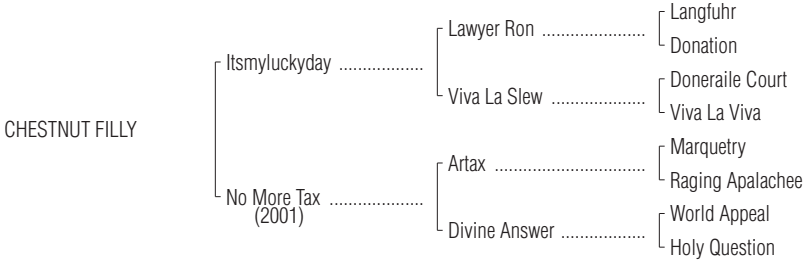 Langfuhr
Lawyer Ron ......................
Donation
Itsmyluckyday ..................
Doneraile Court
Viva La Slew ....................
Viva La Viva
CHESTNUT FILLY
Marquetry
Artax ................................
Raging Apalachee
No More Tax ....................
(2001)
World Appeal
Divine Answer ..................
Holy Question